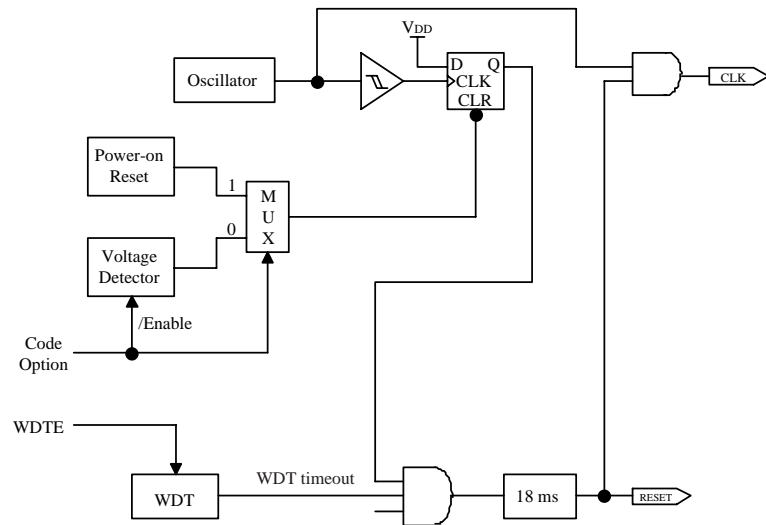 VDD
Oscillator
D Q
CLK
CLR
CLK
Power-on
Reset
1
M
U
X
0
Voltage
Detector
/Enable
Code
Option
WDTE
WDT timeout
WDT
18 ms
RESET